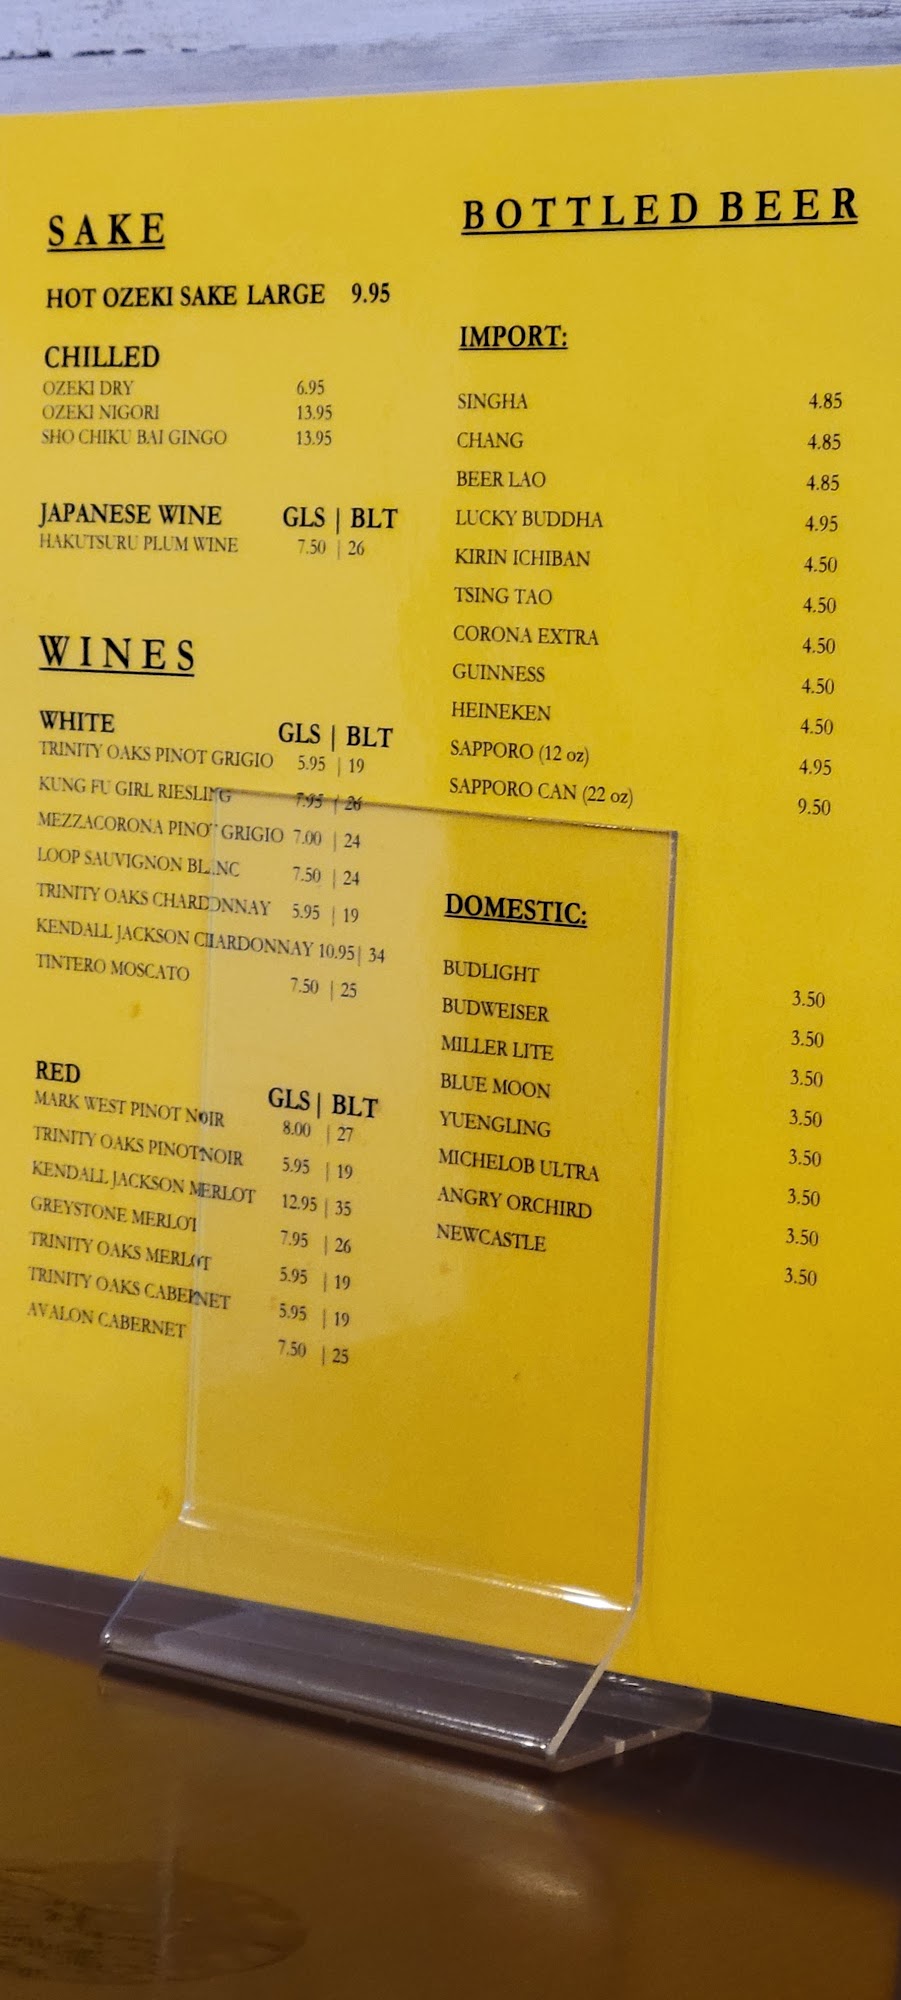 SAKE
HOT OZEKI SAKE LARGE 9.95
CHILLED
OZEKI DRY 6.95
OZEKI NIGORI 13.95
SHO CHIKU BAI GINGO 13.95
JAPANESE WINE GLS | BLT
HAKUTSURU PLUM WINE 7.50 | 26
WINES
WHITE GLS | BLT
TRINITY OAKS PINOT GRIGIO 5.95 | 19
KUNG FU GIRL RIESLING 7.95 | 26
MEZZACORONA PINOT GRIGIO 7.00 | 24
LOOP SAUVIGNON BLANC 7.50 | 24
TRINITY OAKS CHARDONNAY 5.95 | 19
KENDALL JACKSON CHARDONNAY 10.95 | 34
TINTERO MOSCATO 7.50 | 25
RED GLS | BLT
MARK WEST PINOT NOIR 8.00 | 27
TRINITY OAKS PINOTNOIR 5.95 | 19
KENDALL JACKSON MERLOT 12.95 | 35
GREYSTONE MERLOT 7.95 | 26
TRINITY OAKS MERLOT 5.95 | 19
TRINITY OAKS CABERNET 5.95 | 19
AVALON CABERNET 7.50 | 25
BOTTLED BEER
IMPORT:
SINGHA 4.85
CHANG 4.85
BEER LAO 4.85
LUCKY BUDDHA 4.95
KIRIN ICHIBAN 4.50
TSING TAO 4.50
CORONA EXTRA 4.50
GUINNESS 4.50
HEINEKEN 4.50
SAPPORO (12 oz) 4.95
SAPPORO CAN (22 oz) 9.50
DOMESTIC:
BUDLIGHT 3.50
BUDWEISER 3.50
MILLER LITE 3.50
BLUE MOON 3.50
YUENGLING 3.50
MICHELOB ULTRA 3.50
ANGRY ORCHIRD 3.50
NEWCASTLE 3.50